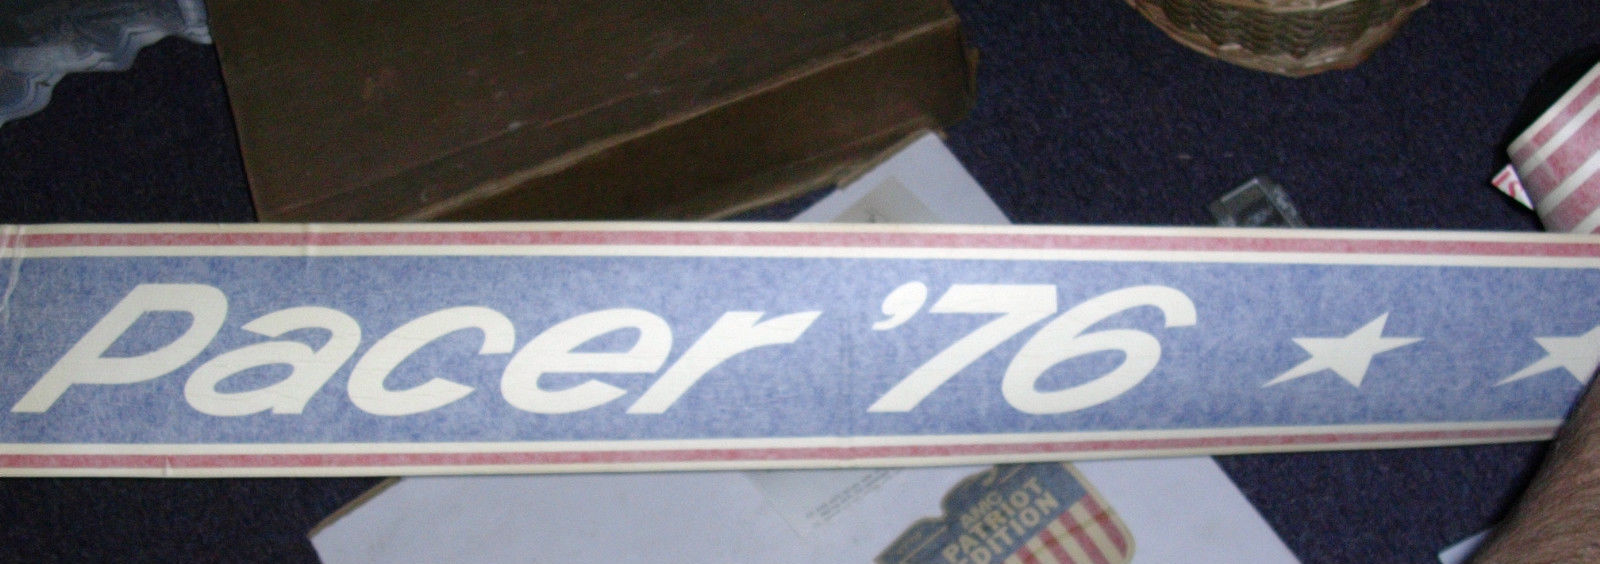 Pacer '76
AMC
PATRIOT
EDITION